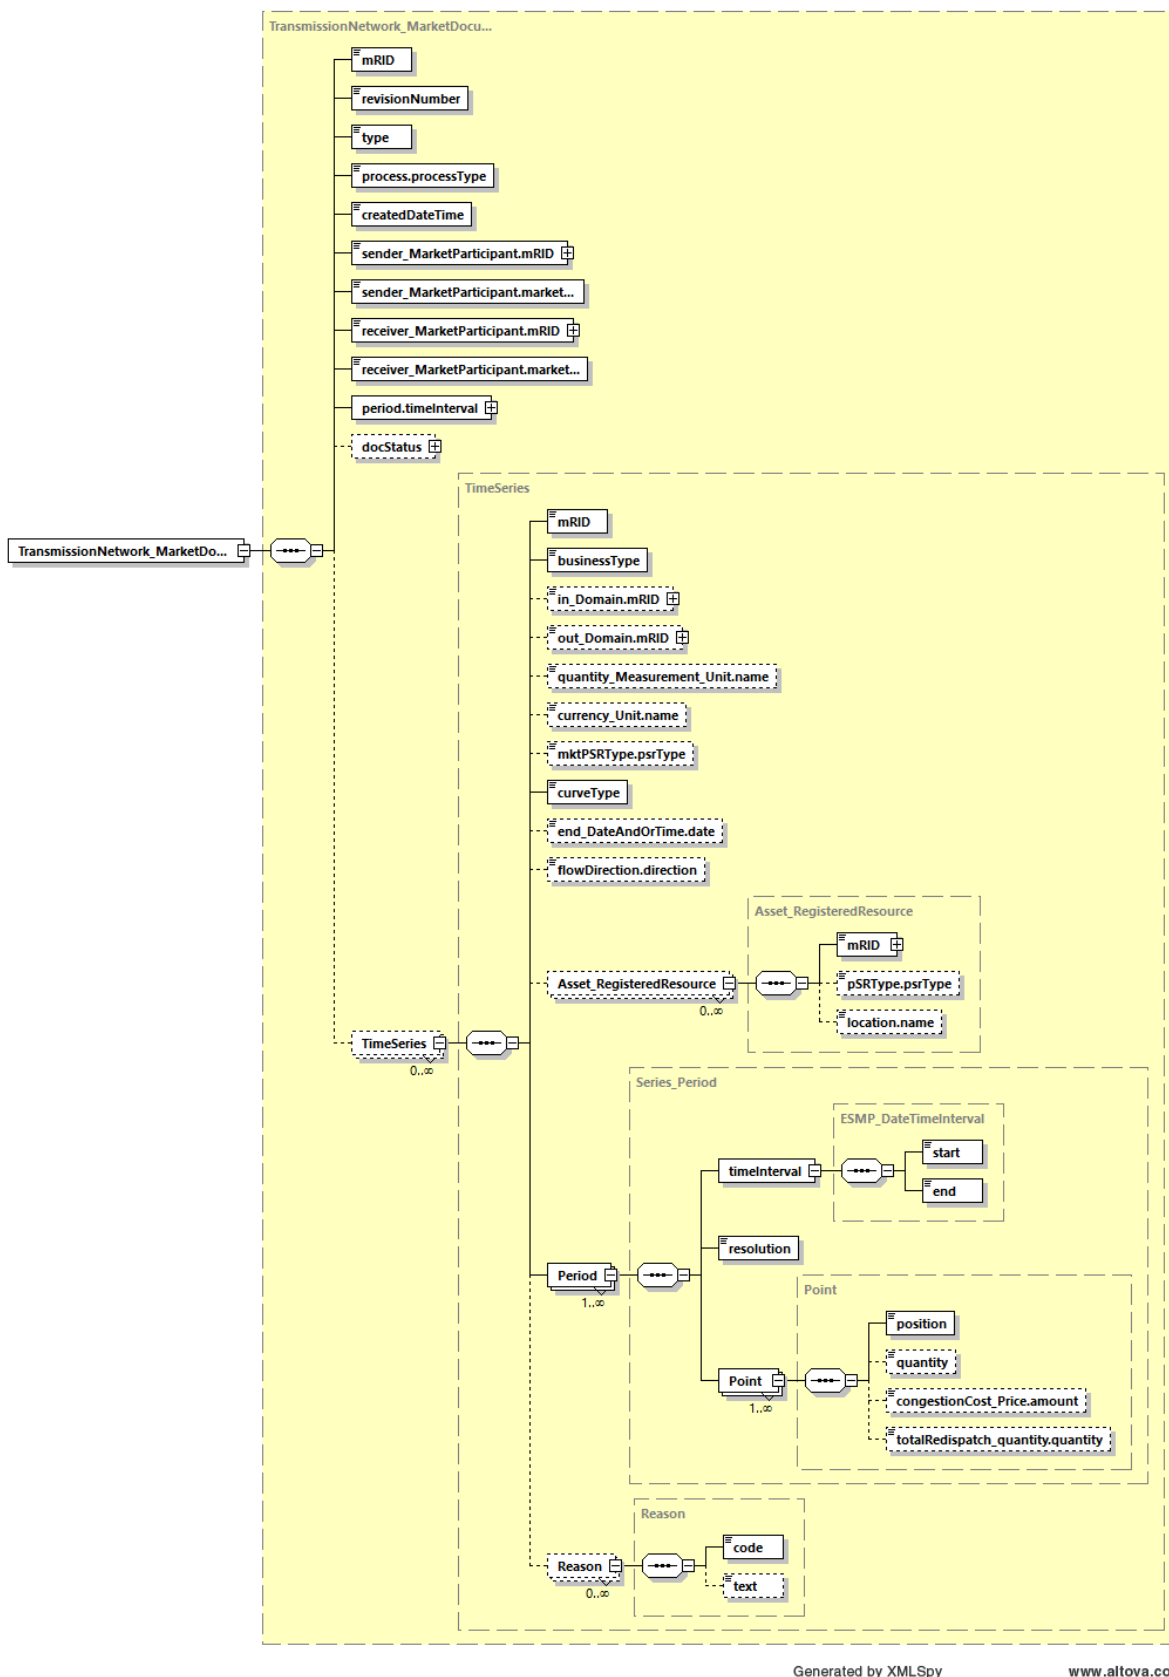 TransmissionNetwork_MarketDocu...
mRID
revisionNumber
type
process.processType
createdDateTime
sender_MarketParticipant.mRID
sender_MarketParticipant.market...
receiver_MarketParticipant.mRID
receiver_MarketParticipant.market...
period.timeInterval
docStatus
TimeSeries
mRID
TransmissionNetwork_MarketDo...
businessType
in_Domain.mRID
out_Domain.mRID
quantity_Measurement_Unit.name
currency_Unit.name
mktPSRType.psrType
curveType
end_DateAndOrTime.date
flowDirection.direction
Asset_RegisteredResource
mRID
Asset_RegisteredResource
pSRType.psrType
0..∞
location.name
TimeSeries
0..∞
Series_Period
ESMP_DateTimeInterval
start
timeInterval
end
resolution
Period
1..∞
Point
position
quantity
Point
congestionCost_Price.amount
1..∞
totalRedispatch_quantity.quantity
Reason
code
Reason
text
0..∞
Generated by XMLSpy www.altova.co